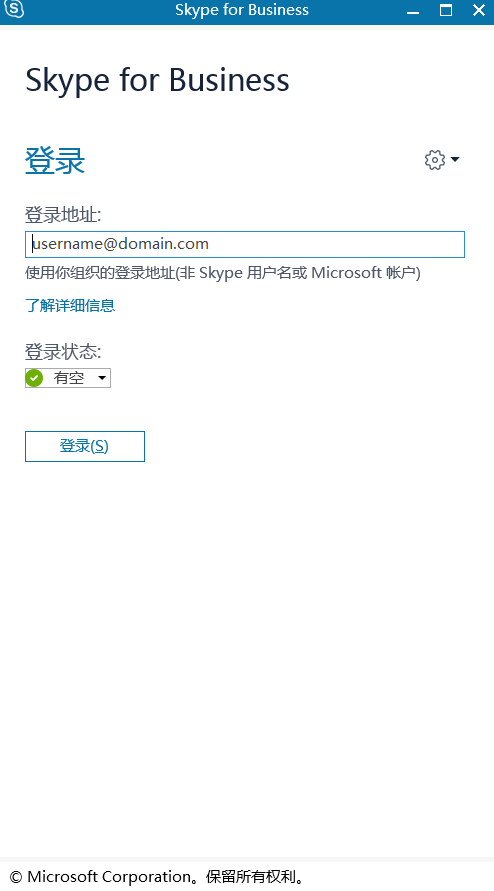 Skype for Business
Skype for Business
登录
登录地址:
username@domain.com
使用你组织的登录地址(非 Skype 用户名或 Microsoft 帐户)
了解详细信息
登录状态:
有空
登录(S)
© Microsoft Corporation。保留所有权利。